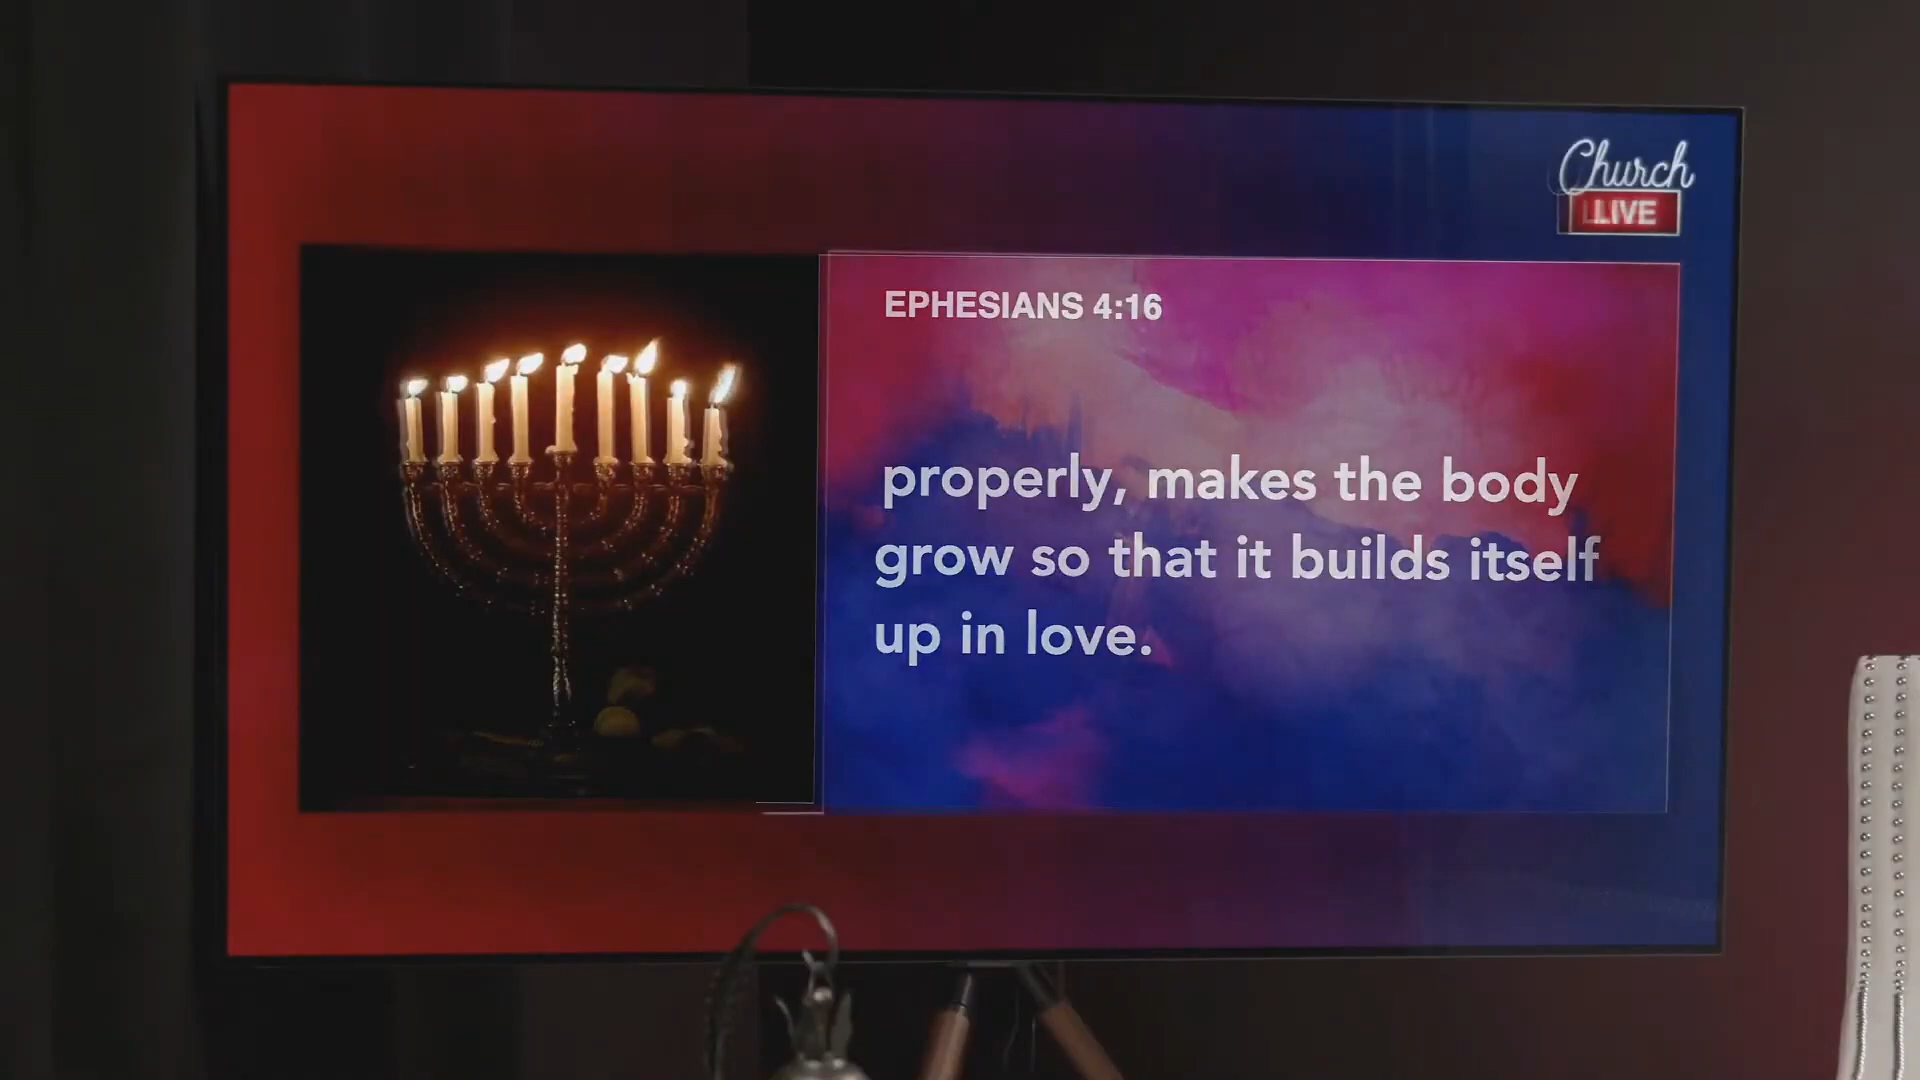 Church
LIVE
EPHESIANS 4:16
properly, makes the body
grow so that it builds itself
up in love.